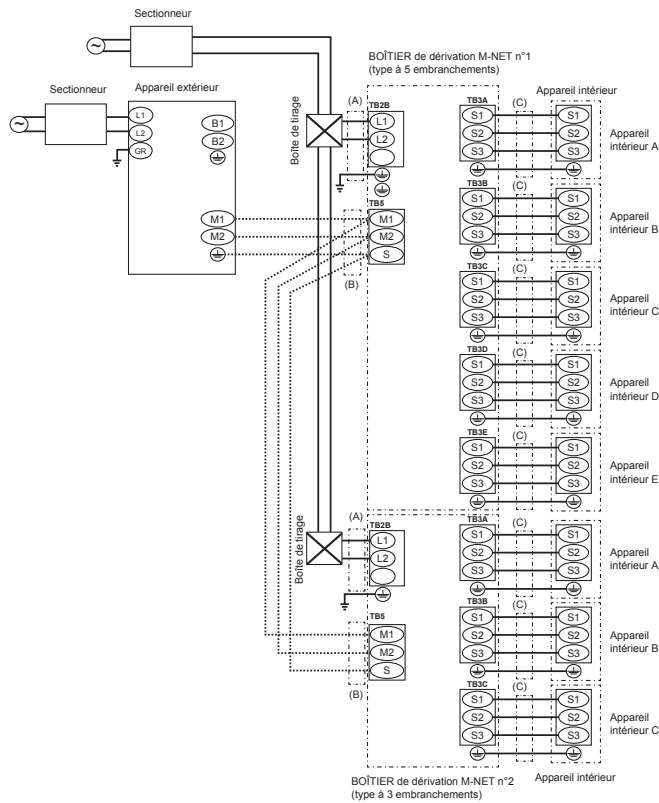 Sectionneur
BOÎTIER de dérivation M-NET n°1
(type à 5 embranchements)
Sectionneur
Appareil extérieur
Boîte de tirage
(A)
TB2B
TB3A
(C)
Appareil intérieur
L1
L2
GR
B1
B2
L1
L2
S1
S2
S3
S1
S2
S3
Appareil
intérieur A
M1
M2
TB5
M1
M2
S
(B)
TB3B
(C)
S1
S2
S3
S1
S2
S3
Appareil
intérieur B
TB3C
(C)
S1
S2
S3
S1
S2
S3
Appareil
intérieur C
TB3D
(C)
S1
S2
S3
S1
S2
S3
Appareil
intérieur D
TB3E
(C)
S1
S2
S3
S1
S2
S3
Appareil
intérieur E
Boîte de tirage
(A)
TB2B
L1
L2
TB3A
(C)
S1
S2
S3
S1
S2
S3
Appareil
intérieur A
TB5
M1
M2
S
(B)
TB3B
(C)
S1
S2
S3
S1
S2
S3
Appareil
intérieur B
TB3C
(C)
S1
S2
S3
S1
S2
S3
Appareil
intérieur C
BOÎTIER de dérivation M-NET n°2
(type à 3 embranchements)
Appareil intérieur